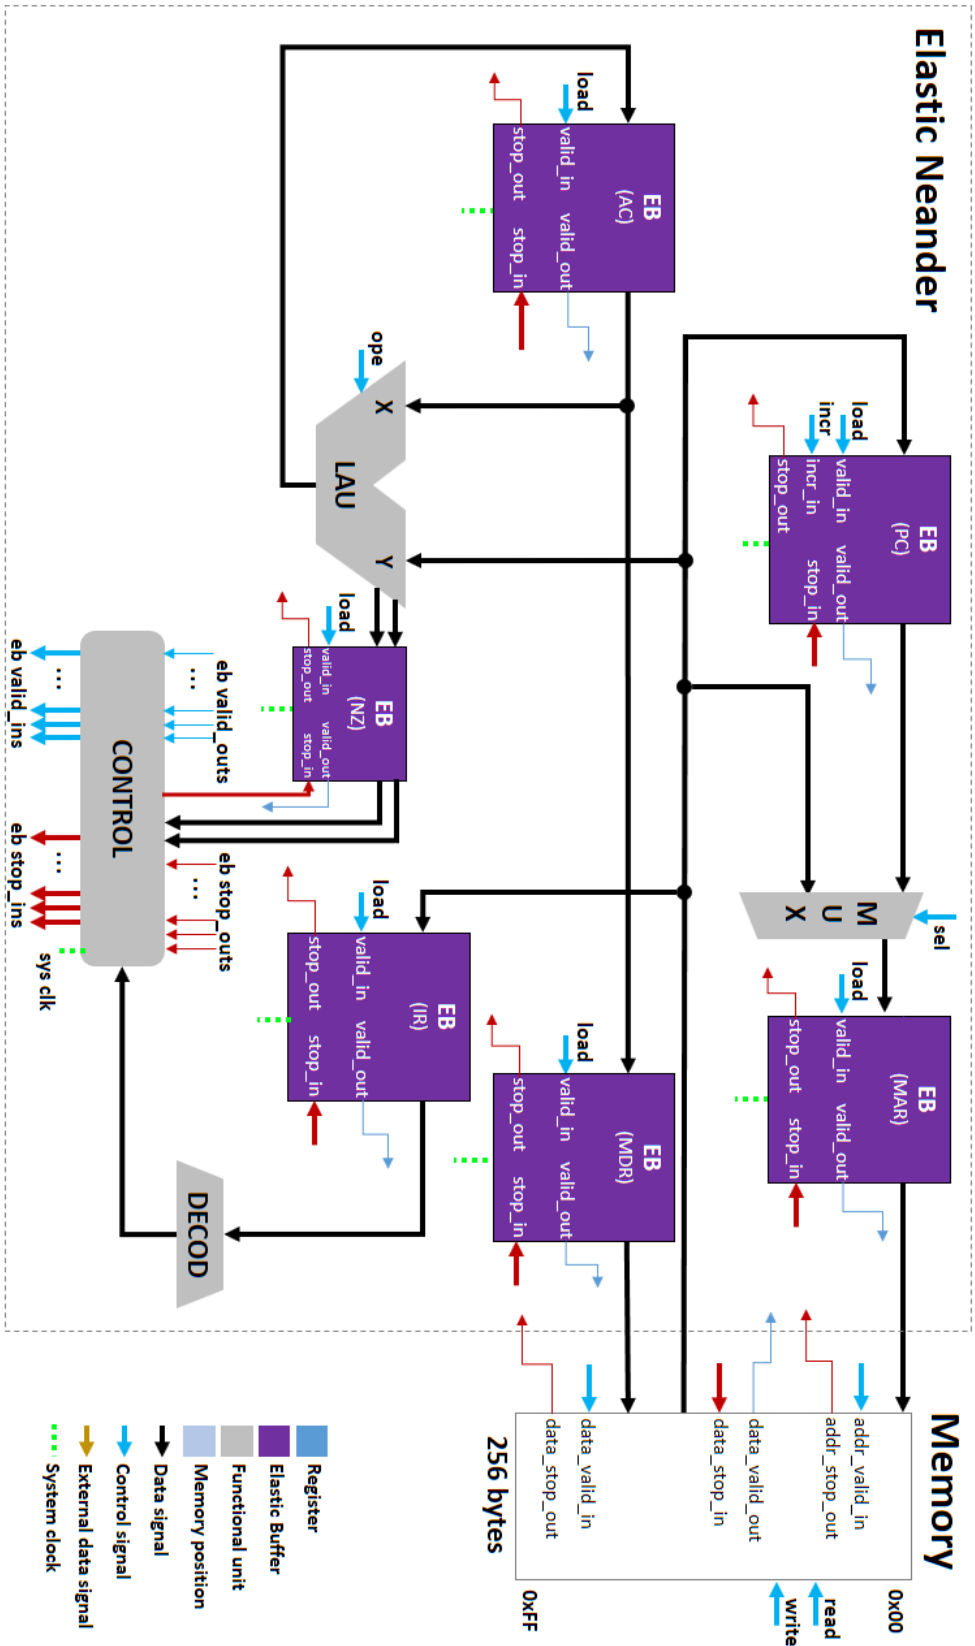 Elastic Neander
Memory
load
valid_in
stop_out
valid_out
stop_in
EB
(AC)
load
incr
valid_in
incr_in
stop_out
valid_out
stop_in
EB
(PC)
sel
M
U
X
load
valid_in
stop_out
valid_out
stop_in
EB
(MAR)
ope
X
LAU
Y
load
valid_in
stop_out
valid_out
stop_in
EB
(NZ)
load
valid_in
stop_out
valid_out
stop_in
EB
(IR)
load
valid_in
stop_out
valid_out
stop_in
EB
(MDR)
eb valid_outs
...
eb stop_outs
...
CONTROL
...
eb valid_ins
...
eb stop_ins
sys clk
DECOD
addr_valid_in
addr_stop_out
data_valid_out
data_stop_in
data_valid_in
data_stop_out
0x00
read
write
0xFF
256 bytes
Register
Elastic Buffer
Functional unit
Memory position
Data signal
Control signal
External data signal
System clock